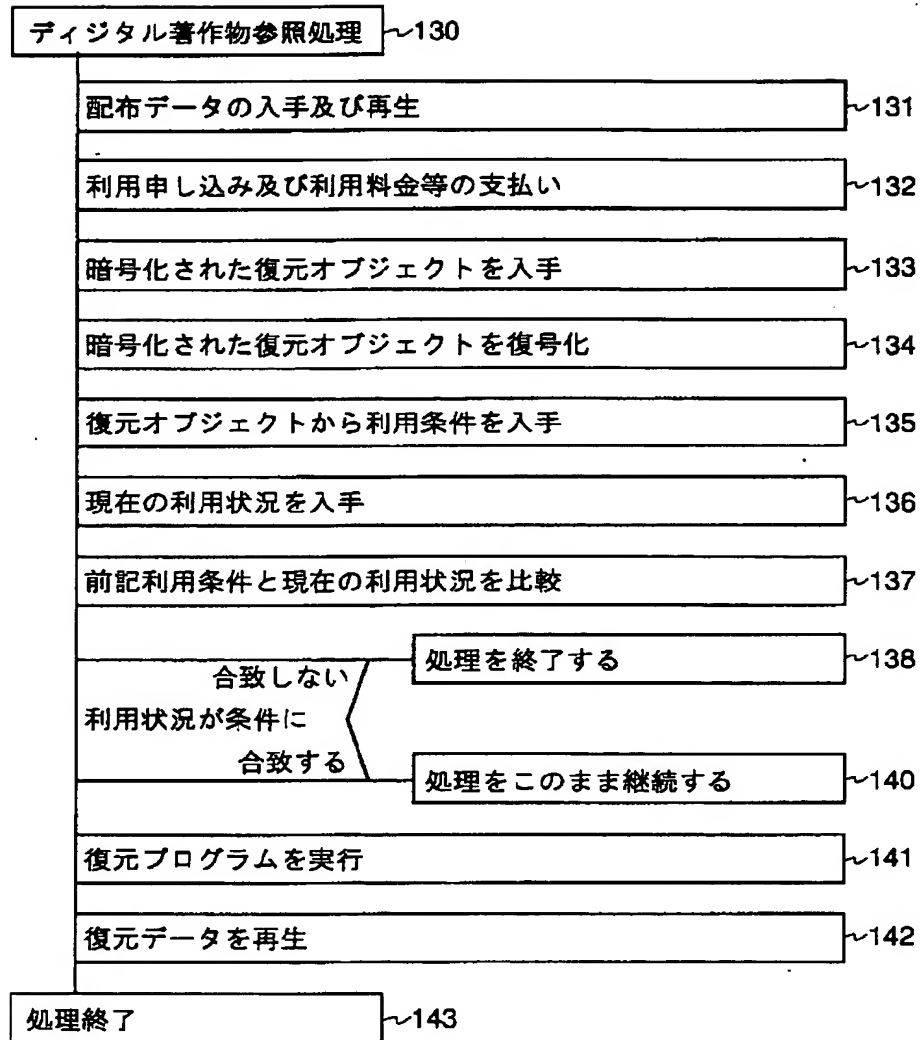 ディジタル著作物参照処理 〜130
配布データの入手及び再生 〜131
利用申し込み及び利用料金等の支払い 〜132
暗号化された復元オブジェクトを入手 〜133
暗号化された復元オブジェクトを復号化 〜134
復元オブジェクトから利用条件を入手 〜135
現在の利用状況を入手 〜136
前記利用条件と現在の利用状況を比較 〜137
処理を終了する 〜138
合致しない
利用状況が条件に
合致する
処理をこのまま継続する 〜140
復元プログラムを実行 〜141
復元データを再生 〜142
処理終了 〜143